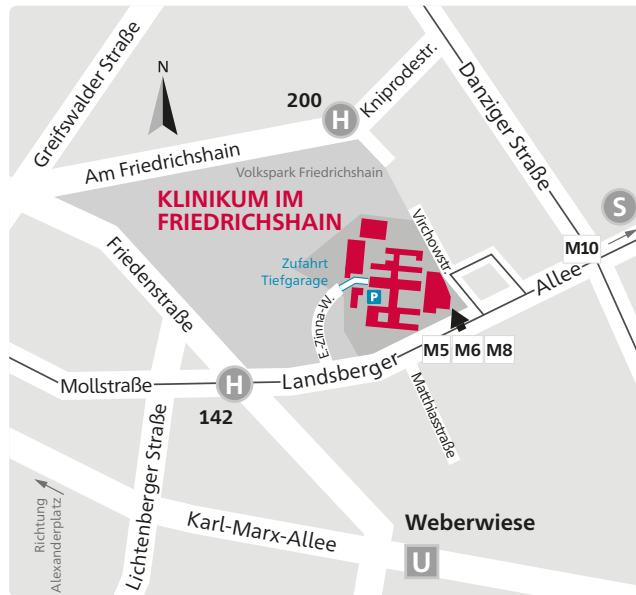 Greifswalder Straße
N
200
H
Kniprodestr.
Danziger Straße
Am Friedrichshain
Volkspark Friedrichshain
KLINIKUM IM
FRIEDRICHSHAIN
Virchowstr.
S
M10
Friedenstraße
Zufahrt
Tiefgarage
P
E.-Zinna-W.
Allee
M5 M6 M8
Landsberger
Mollstraße
H
142
Matthiasstraße
Lichtenberger Straße
Richtung
Alexanderplatz
Karl-Marx-Allee
Weberwiese
U